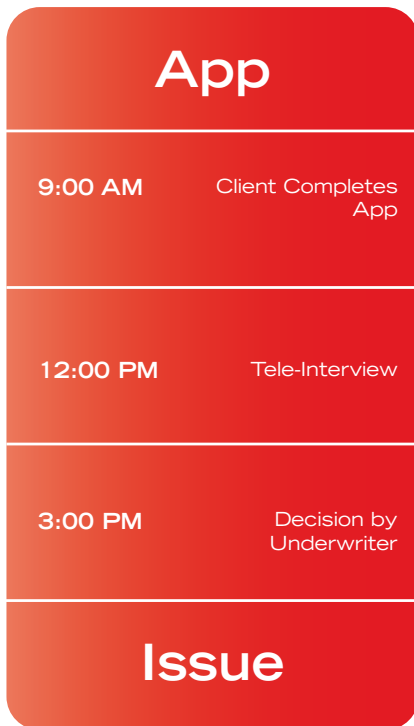 App
9:00 AM
Client Completes
App
12:00 PM
Tele-Interview
3:00 PM
Decision by
Underwriter
Issue